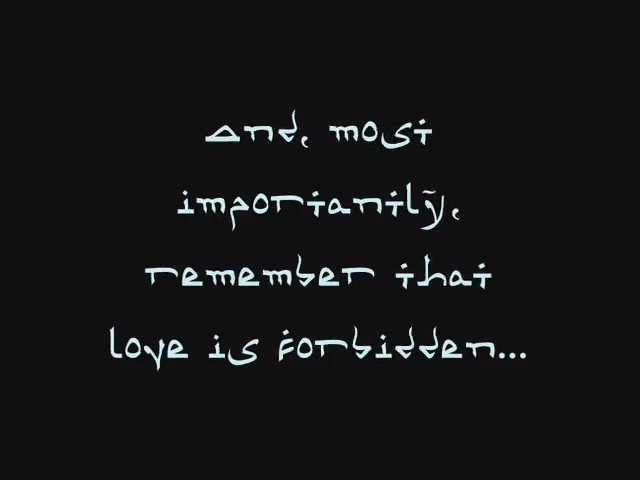 And, most
importantly,
remember that
love is forbidden...